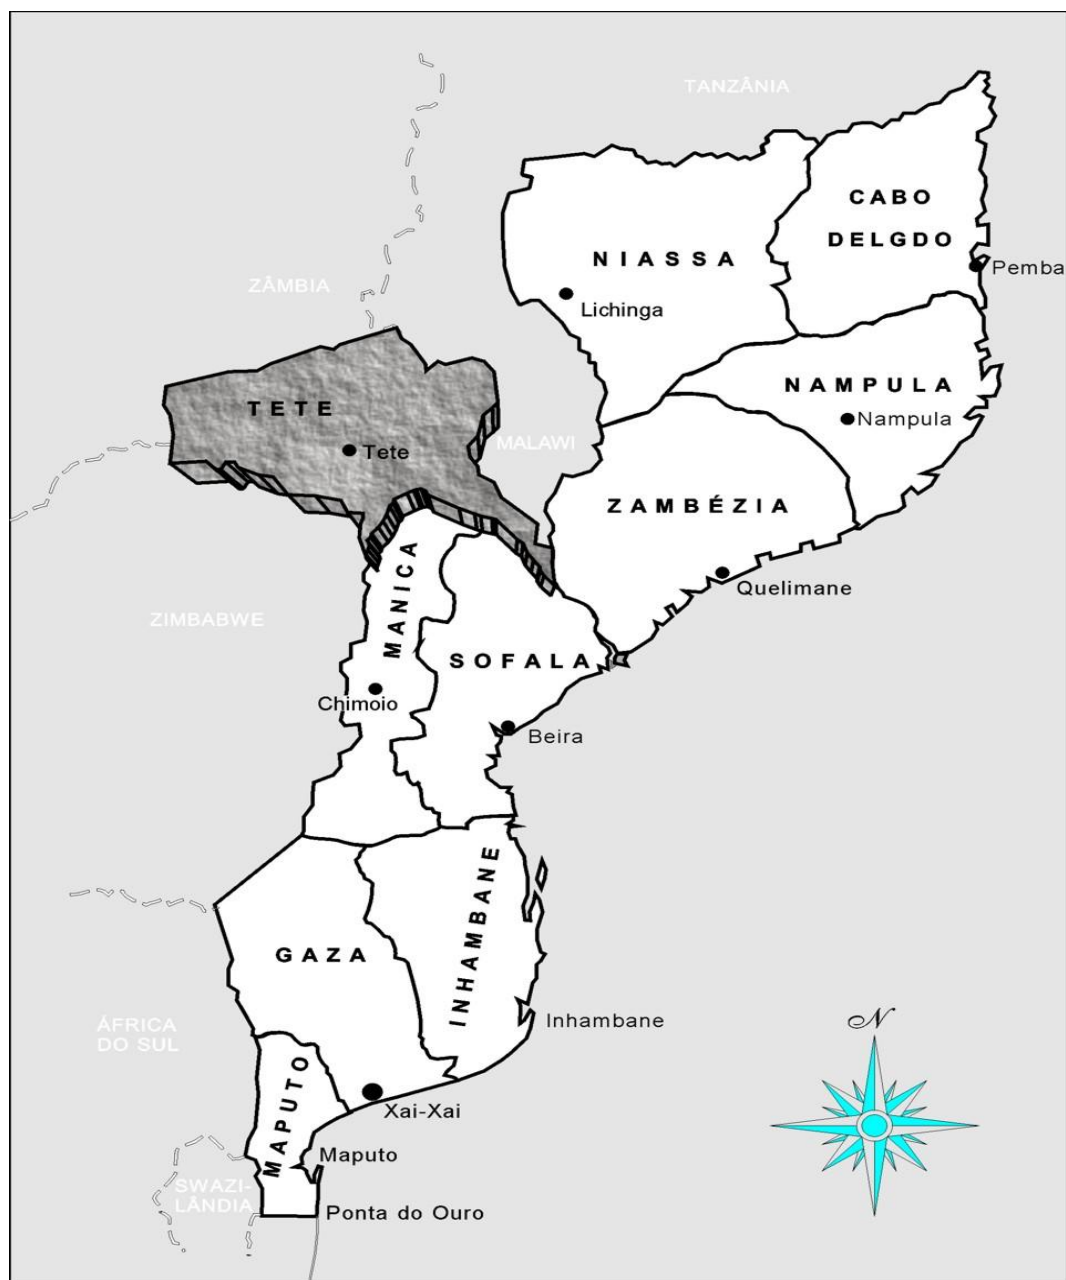 TANZÂNIA
CABO
DELGDO
NIASSA
Pemba
ZÂMBIA
Lichinga
NAMPULA
TETE
Nampula
MALAWI
Tete
ZAMBÉZIA
MANICA
Quelimane
ZIMBABWE
SOFALA
Chimoio
Beira
INHAMBANE
GAZA
Inhambane
N
ÁFRICA
DO SUL
MAPUTO
Xai-Xai
Maputo
SWAZI-
LÂNDIA
Ponta do Ouro